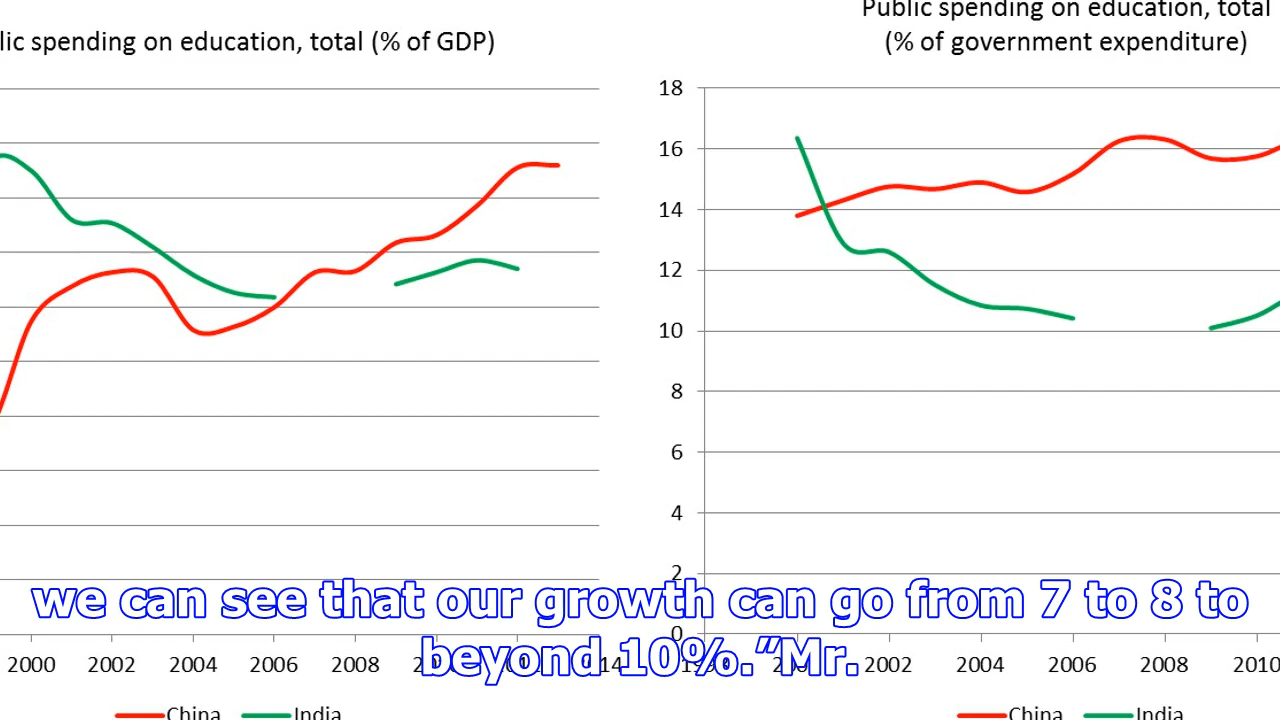 lic spending on education, total (% of GDP)
Public spending on education, total
(% of government expenditure)
18
16
14
12
10
8
6
4
2
0
we can see that our growth can go from 7 to 8 to
beyond 10%.”Mr.
2000 2002 2004 2006 2008
2002 2004 2006 2008 2010
China India
China India